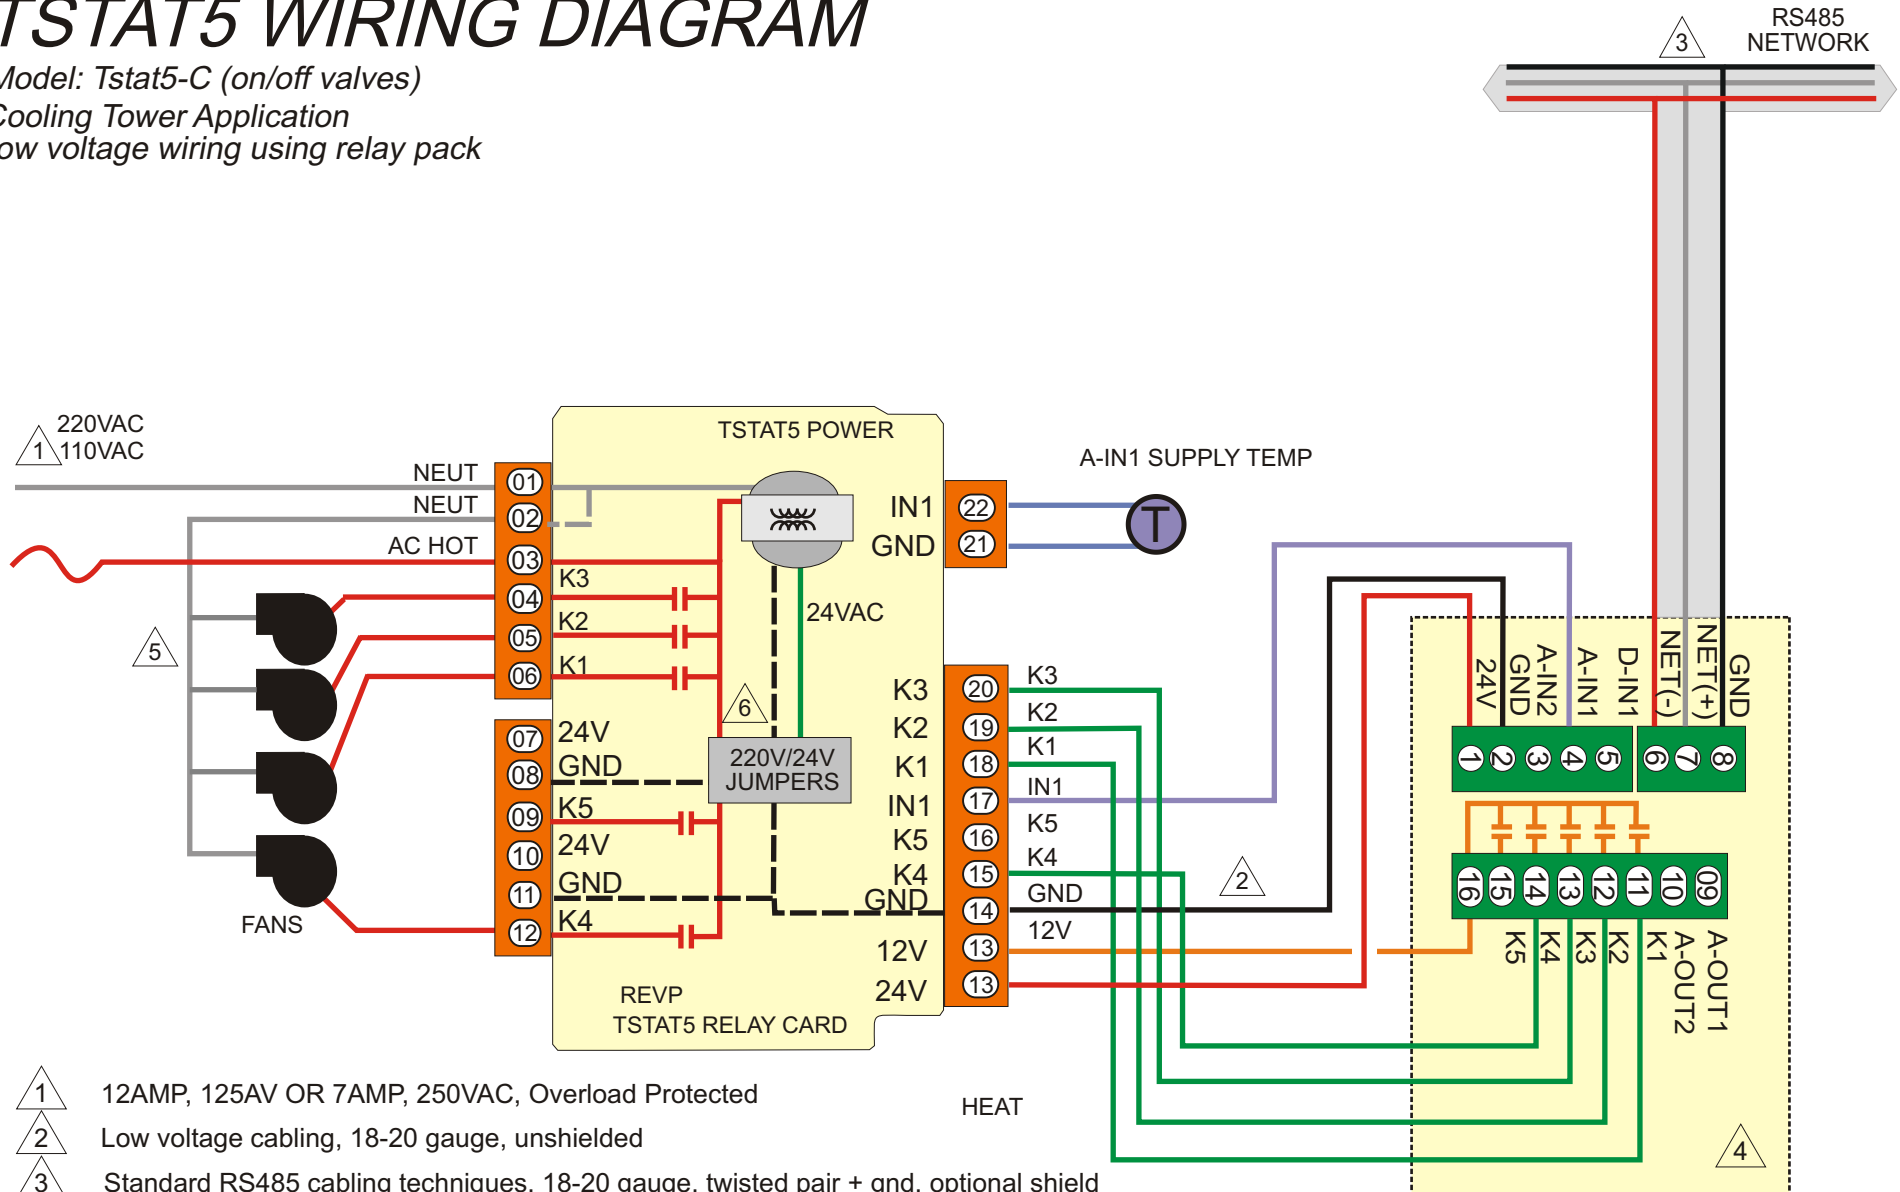 TSTAT5 WIRING DIAGRAM
Model: Tstat5-C (on/off valves)
Cooling Tower Application
low voltage wiring using relay pack
3
RS485
NETWORK
1
220VAC
110VAC
NEUT
NEUT
AC HOT
5
FANS
01
02
03
04
05
06
07
08
09
10
11
12
TSTAT5 POWER
K3
K2
K1
24V
GND
K5
24V
GND
K4
24VAC
6
220V/24V
JUMPERS
IN1
GND
K3
K2
K1
IN1
K5
K4
GND
12V
24V
REVP
TSTAT5 RELAY CARD
22
21
20
19
18
17
16
15
14
13
13
A-IN1 SUPPLY TEMP
T
K3
K2
K1
IN1
K5
K4
GND
12V
2
24V
GND
A-IN2
A-IN1
D-IN1
NET(-)
NET(+)
GND
1
2
3
4
5
6
7
8
16
15
14
13
12
11
10
09
K5
K4
K3
K2
K1
A-OUT2
A-OUT1
4
HEAT
1 12AMP, 125AV OR 7AMP, 250VAC, Overload Protected
2 Low voltage cabling, 18-20 gauge, unshielded
3 Standard RS485 cabling techniques, 18-20 gauge, twisted pair + gnd, optional shield